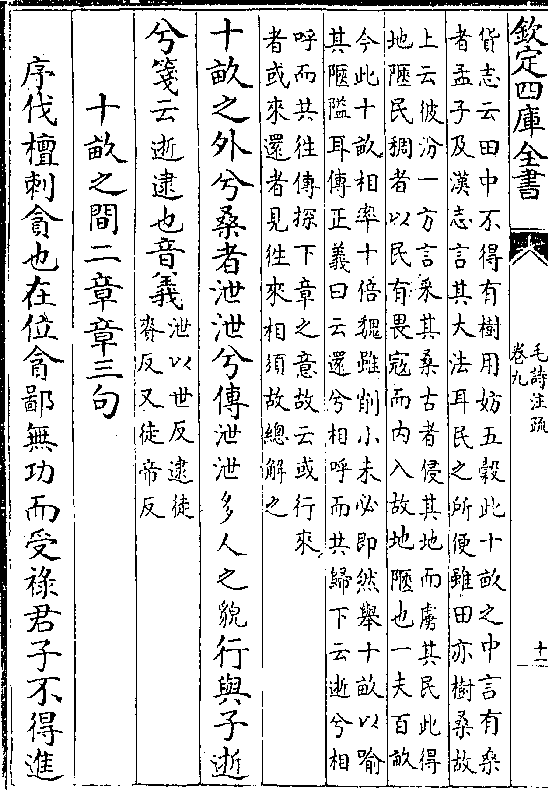 欽定四庫全書
毛詩注疏
卷九
十二
貨志云田中不得有樹用妨五穀此十畝之中言有桑
者孟子及漢志言其大法耳民之所便雖田亦樹桑故
上云彼汾一方言采其桑古者侵其地而虜其民此得
地陿民稠者以民有畏寇而内入故地陿也一夫百畝
今此十畝相率十倍魏雖削小未必即然舉十畝以喻
其陿隘耳傳正義曰云還兮相呼而共歸下云逝兮相
呼而共徃傳探下章之意故云或行來
者或來還者見徃來相須故總解之
十畝之外兮桑者泄泄兮傳泄泄多人之貌行與子逝
兮箋云逝逮也音義
泄以世反逮徒
賚反又徒帝反
十畝之間二章章三句
序伐檀刺貪也在位貪鄙無功而受祿君子不得進